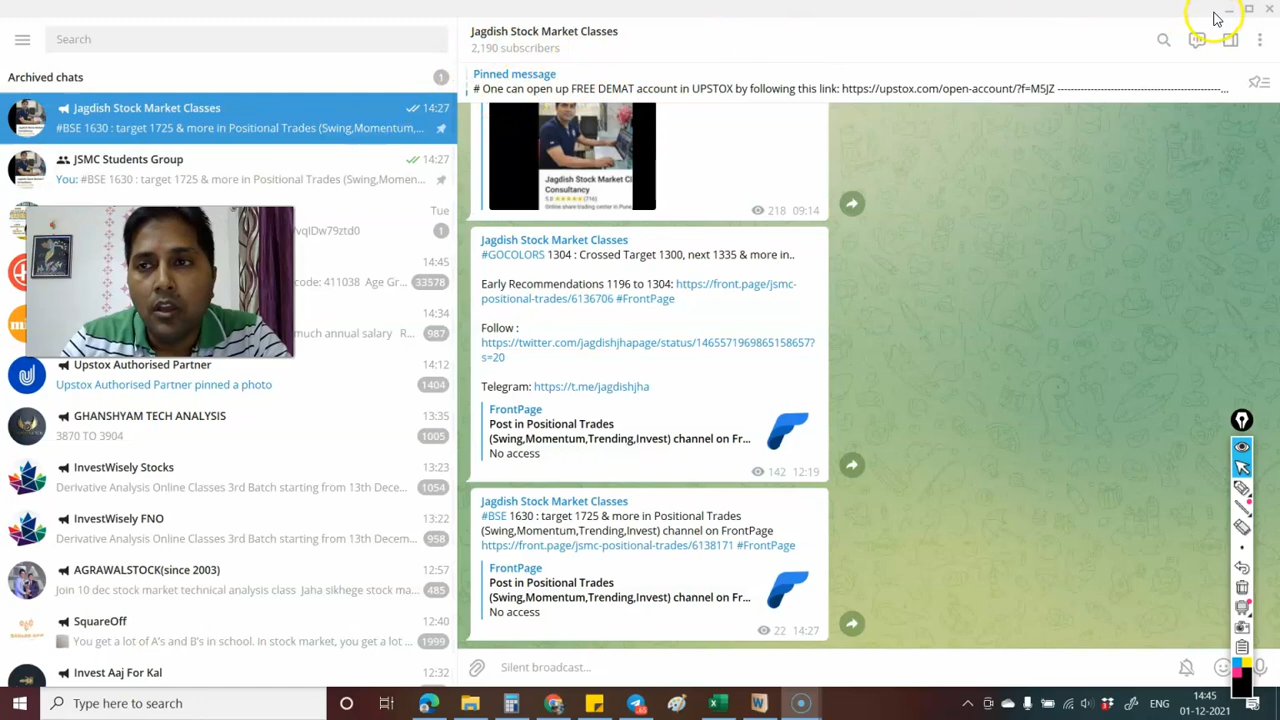 Search
Archived chats
1
Jagdish Stock Market Classes
14:27
#BSE 1630 : target 1725 & more in Positional Trades (Swing,Momentum,...
JSMC Students Group
14:27
You: #BSE 1630 : target 1725 & more in Positional Trades (Swing,Momen...
Tue
vqIDw79ztd0
1
14:45
code: 411038 Age Gr...
33578
14:34
much annual salary R...
987
Upstox Authorised Partner
14:12
Upstox Authorised Partner pinned a photo
1404
GHANSHYAM TECH ANALYSIS
13:35
3870 TO 3904
1005
InvestWisely Stocks
13:23
Derivative Analysis Online Classes 3rd Batch starting from 13th Dece...
1054
InvestWisely FNO
13:22
Derivative Analysis Online Classes 3rd Batch starting from 13th Decem...
958
AGRAWALSTOCK(since 2003)
12:57
Join 10 dec stock market technical analysis class Jaha sikhege stock ma...
485
SquareOff
12:40
You get a lot of A's and B's in school. In stock market, you get a lot ...
1999
Invest Aaj For Kal
12:32
Jagdish Stock Market Classes
2,190 subscribers
Pinned message
# One can open up FREE DEMAT account in UPSTOX by following this link: https://upstox.com/open-account/?f=M5JZ -----------------------------------------------...
Jagdish Stock Market Cl
Consultancy
5.0 (716)
Online share trading center in Pune
218 09:14
Jagdish Stock Market Classes
#GOCOLORS 1304 : Crossed Target 1300, next 1335 & more in..
Early Recommendations 1196 to 1304: https://front.page/jsmc-
positional-trades/6136706 #FrontPage
Follow :
https://twitter.com/jagdishjhapage/status/1465571969865158657?
s=20
Telegram: https://t.me/jagdishjha
FrontPage
Post in Positional Trades
(Swing,Momentum,Trending,Invest) channel on Fr...
No access
142 12:19
Jagdish Stock Market Classes
#BSE 1630 : target 1725 & more in Positional Trades
(Swing,Momentum,Trending,Invest) channel on FrontPage
https://front.page/jsmc-positional-trades/6138171 #FrontPage
FrontPage
Post in Positional Trades
(Swing,Momentum,Trending,Invest) channel on Fr...
No access
22 14:27
Silent broadcast...
Type here to search
ENG
14:45
01-12-2021